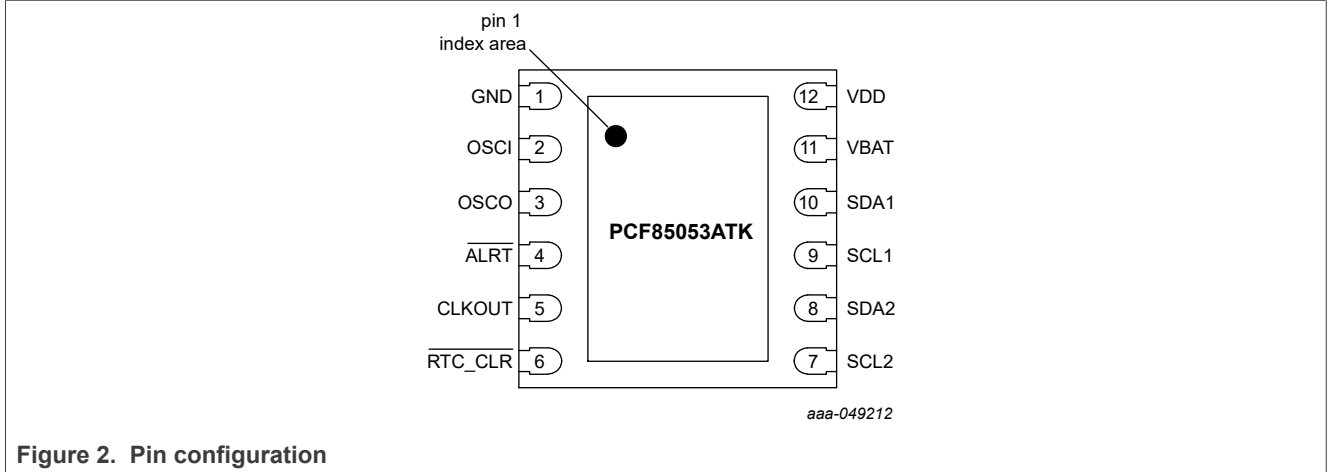 pin 1
index area
GND 1
OSCI 2
OSCO 3
ALRT 4
CLKOUT 5
RTC_CLR 6
PCF85053ATK
12 VDD
11 VBAT
10 SDA1
9 SCL1
8 SDA2
7 SCL2
aaa-049212
Figure 2. Pin configuration